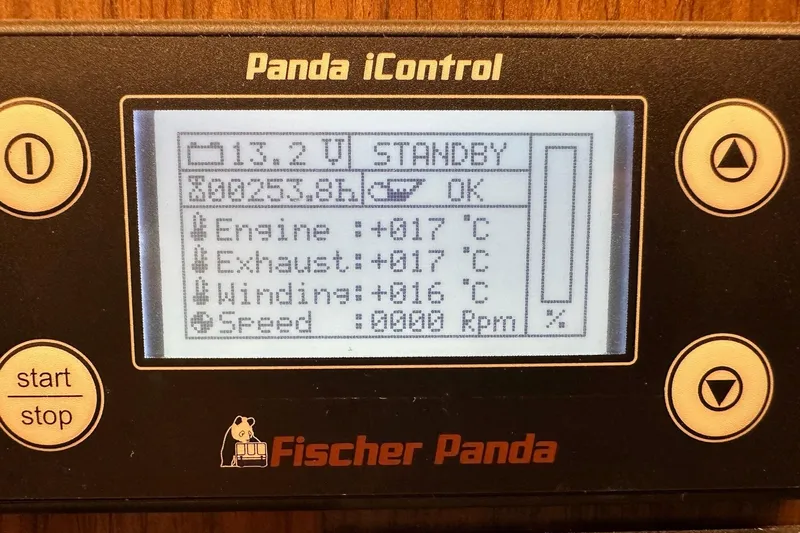 Panda iControl
13.2 V STANDBY
00253.8h OK
Engine :+017 °C
Exhaust:+017 °C
Winding:+016 °C
Speed :0000 Rpm %
start
stop
Fischer Panda